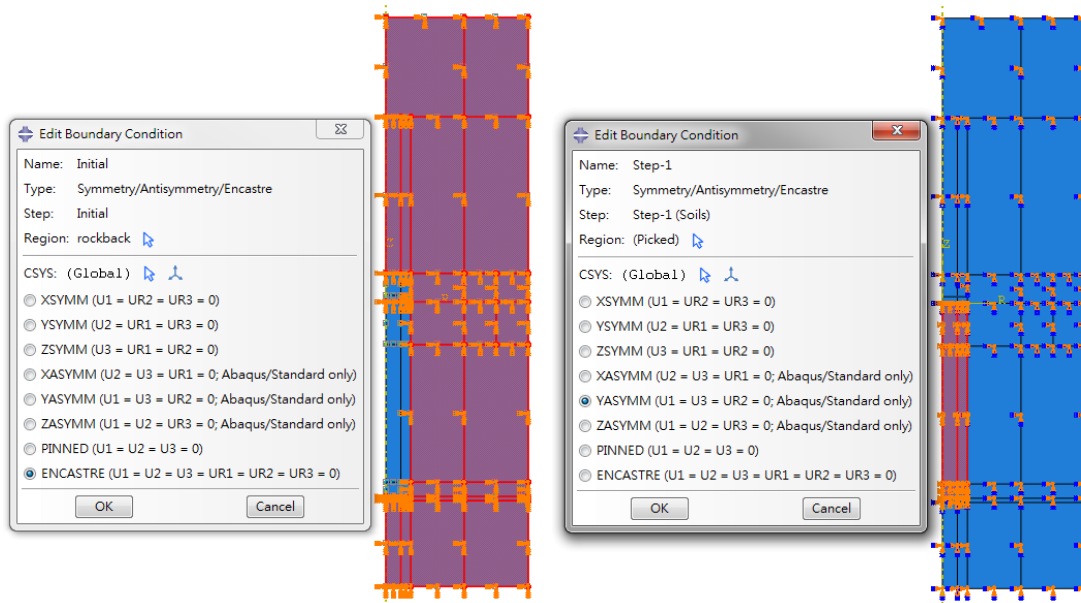 Edit Boundary Condition
Name: Initial
Type: Symmetry/Antisymmetry/Encastre
Step: Initial
Region: rockback
CSYS: (Global)
XSYMM (U1 = UR2 = UR3 = 0)
YSYMM (U2 = UR1 = UR3 = 0)
ZSYMM (U3 = UR1 = UR2 = 0)
XASYMM (U2 = U3 = UR1 = 0; Abaqus/Standard only)
YASYMM (U1 = U3 = UR2 = 0; Abaqus/Standard only)
ZASYMM (U1 = U2 = UR3 = 0; Abaqus/Standard only)
PINNED (U1 = U2 = U3 = 0)
ENCASTRE (U1 = U2 = U3 = UR1 = UR2 = UR3 = 0)
OK Cancel
Edit Boundary Condition
Name: Step-1
Type: Symmetry/Antisymmetry/Encastre
Step: Step-1 (Soils)
Region: (Picked)
CSYS: (Global)
XSYMM (U1 = UR2 = UR3 = 0)
YSYMM (U2 = UR1 = UR3 = 0)
ZSYMM (U3 = UR1 = UR2 = 0)
XASYMM (U2 = U3 = UR1 = 0; Abaqus/Standard only)
YASYMM (U1 = U3 = UR2 = 0; Abaqus/Standard only)
ZASYMM (U1 = U2 = UR3 = 0; Abaqus/Standard only)
PINNED (U1 = U2 = U3 = 0)
ENCASTRE (U1 = U2 = U3 = UR1 = UR2 = UR3 = 0)
OK Cancel